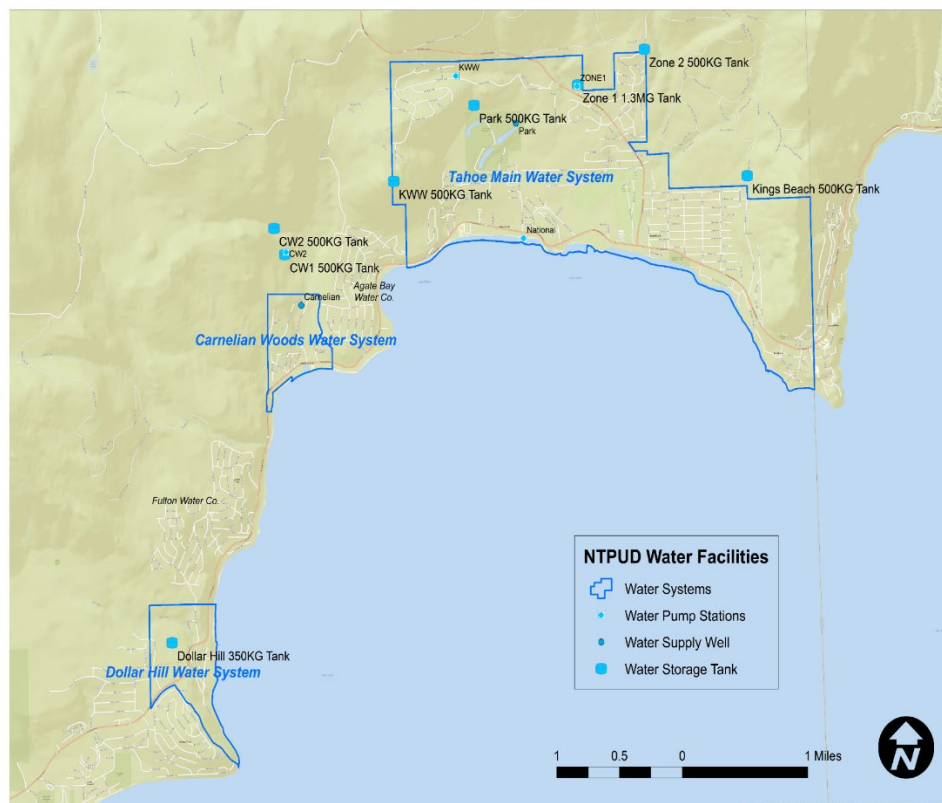 Zone 2 500KG Tank
KWW
ZONE1
Zone 1 1.3MG Tank
Park 500KG Tank
Park
Tahoe Main Water System
KWW 500KG Tank
Kings Beach 500KG Tank
National
CW2 500KG Tank
CW2
CW1 500KG Tank
Agate Bay
Water Co.
Carnelian
Carnelian Woods Water System
Fulton Water Co.
Dollar Hill 350KG Tank
Dollar Hill Water System
NTPUD Water Facilities
Water Systems
Water Pump Stations
Water Supply Well
Water Storage Tank
1 0.5 0 1 Miles
N